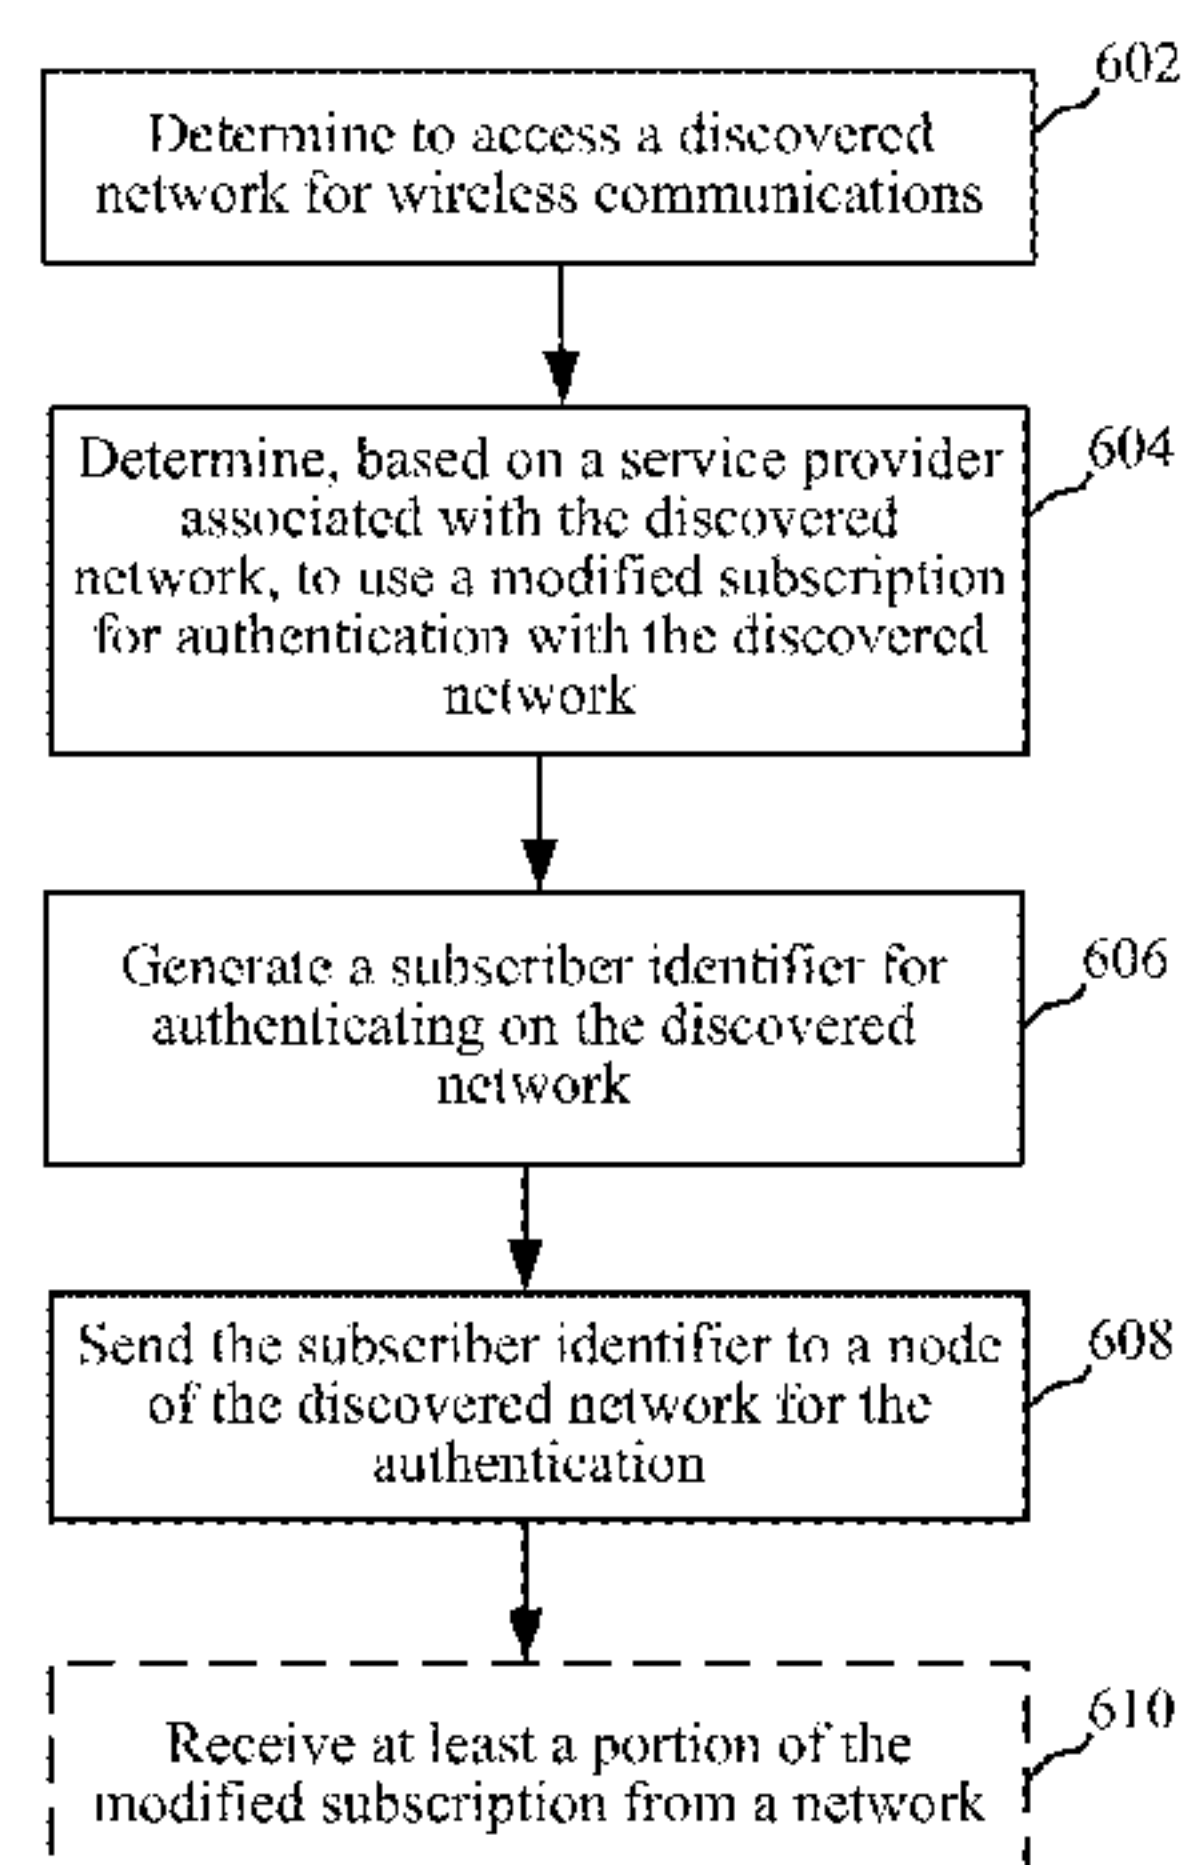 602
Determine to access a discovered
network for wireless communications
604
Determine, based on a service provider
associated with the discovered
network, to use a modified subscription
for authentication with the discovered
network
606
Generate a subscriber identifier for
authenticating on the discovered
network
608
Send the subscriber identifier to a node
of the discovered network for the
authentication
610
Receive at least a portion of the
modified subscription from a network